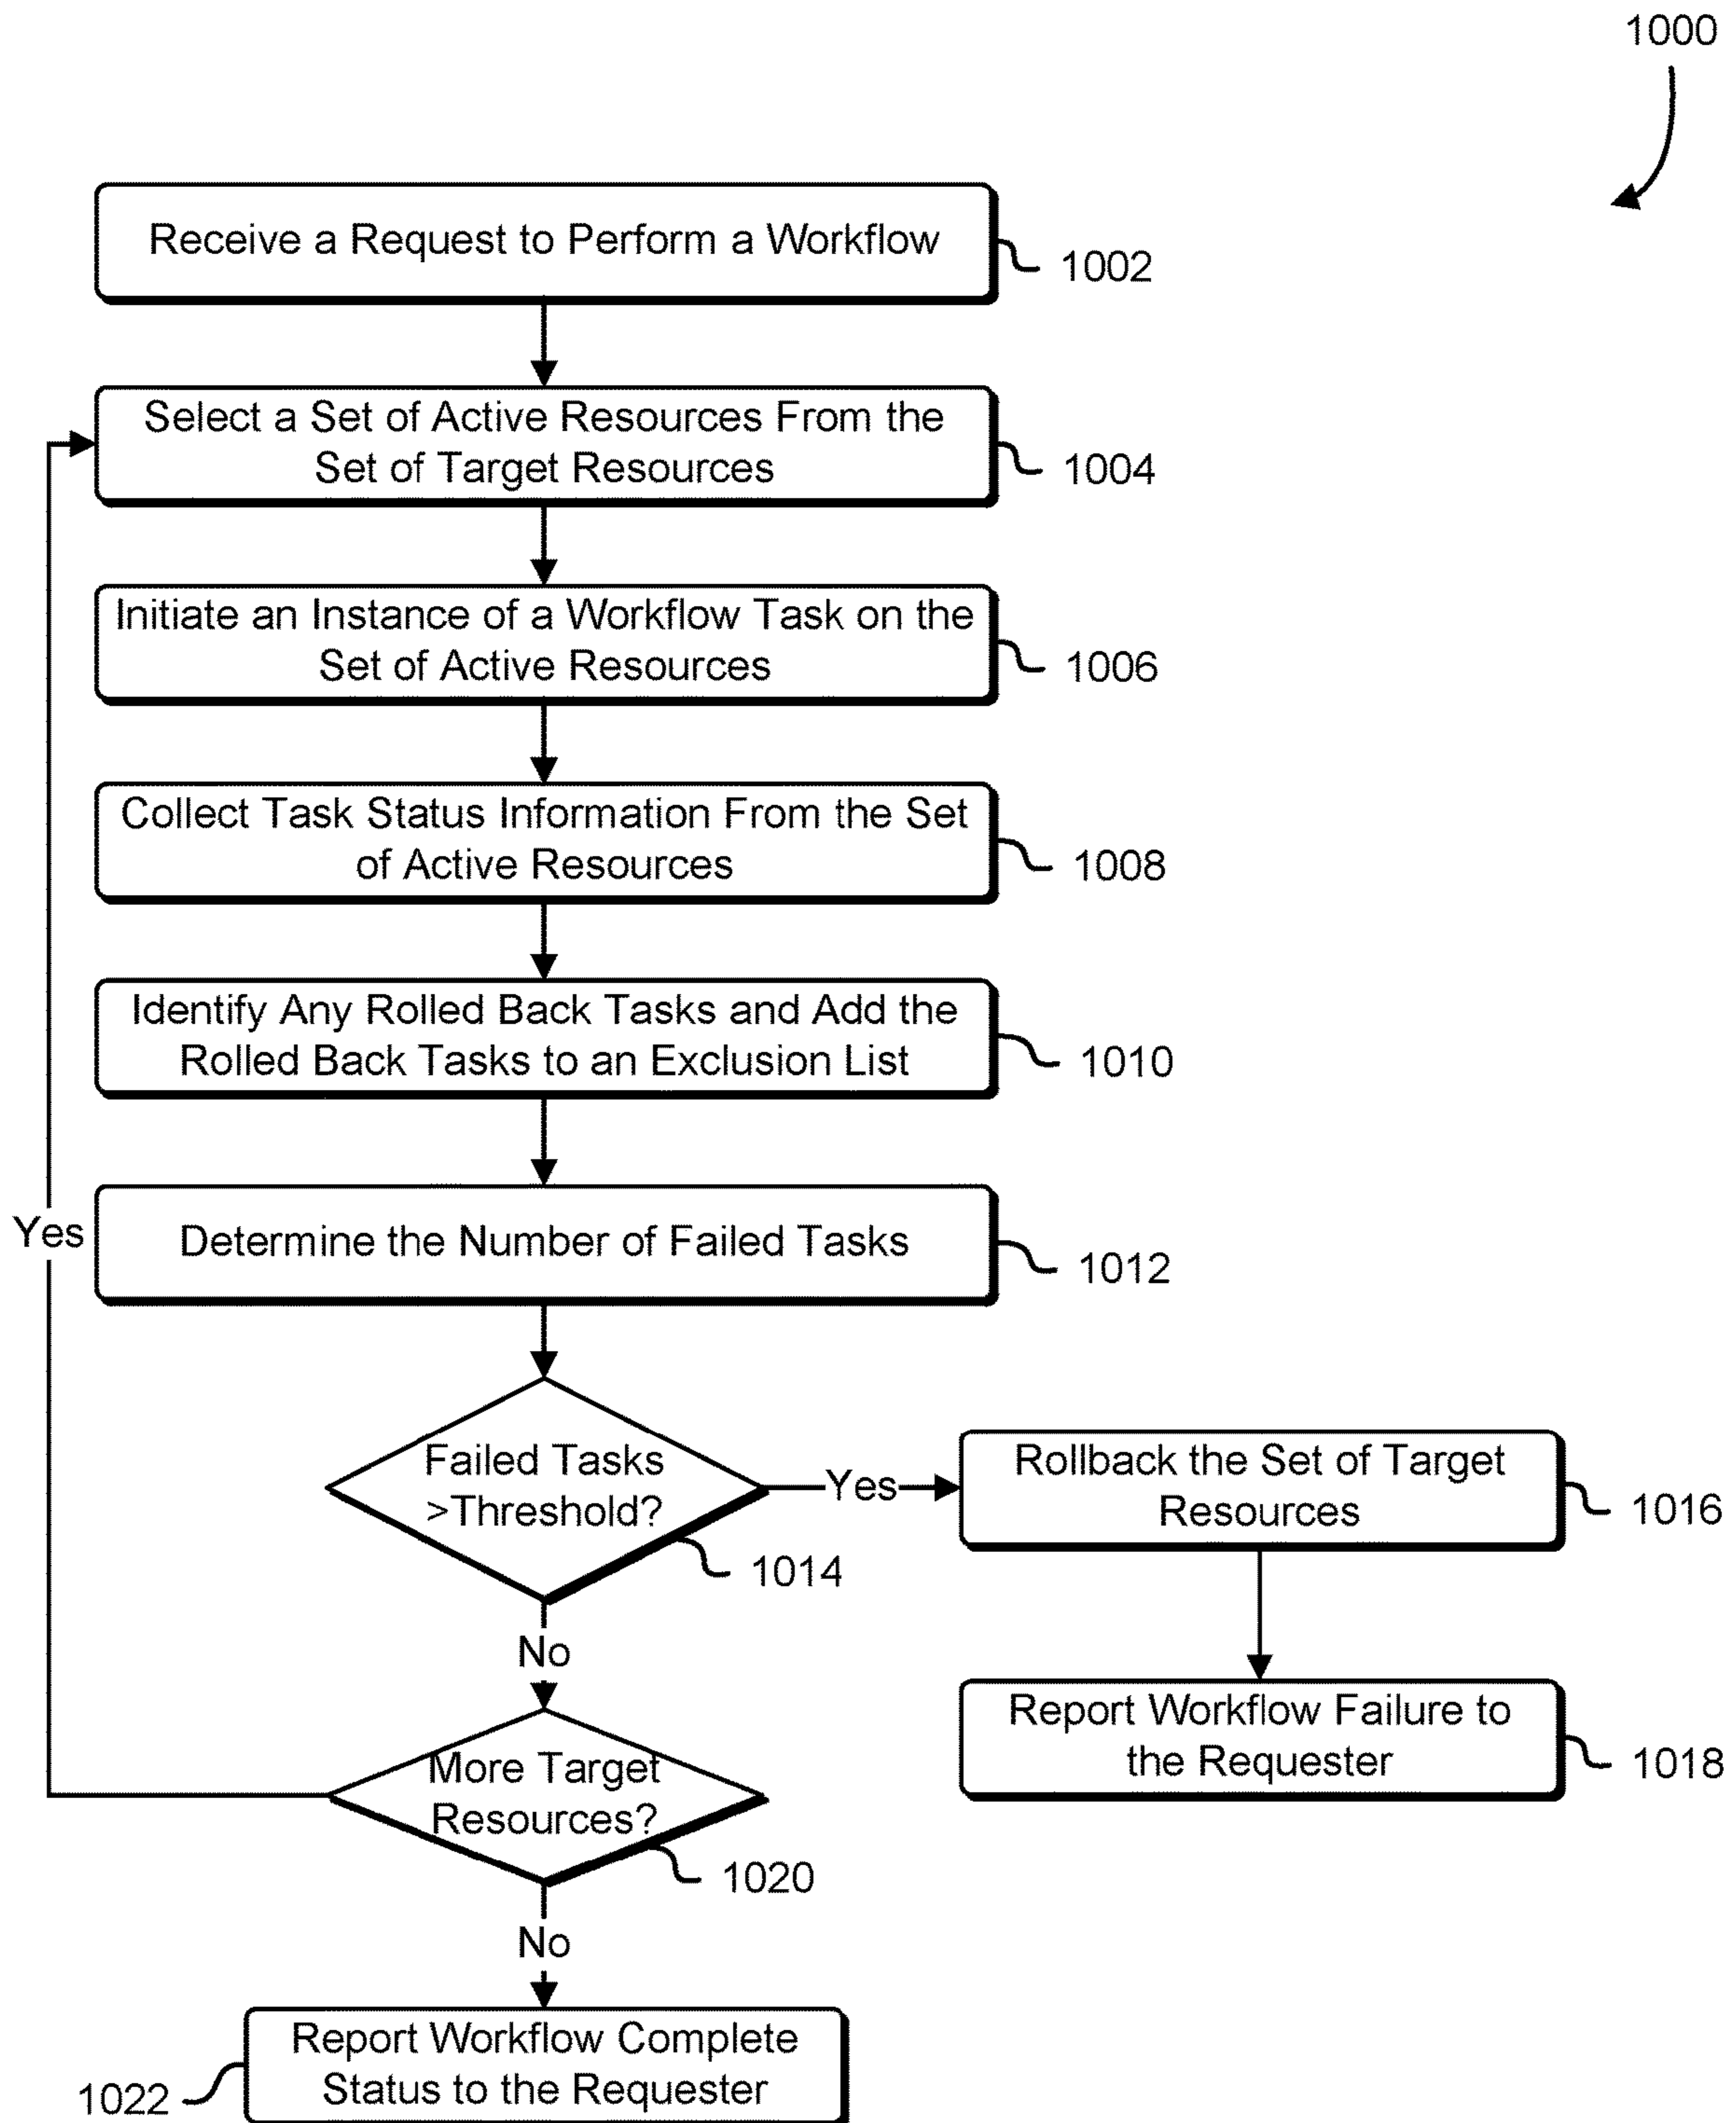 1000
Receive a Request to Perform a Workflow
1002
Select a Set of Active Resources From the
Set of Target Resources
1004
Initiate an Instance of a Workflow Task on the
Set of Active Resources
1006
Collect Task Status Information From the Set
of Active Resources
1008
Identify Any Rolled Back Tasks and Add the
Rolled Back Tasks to an Exclusion List
1010
Yes
Determine the Number of Failed Tasks
1012
Failed Tasks
>Threshold?
1014
Yes
Rollback the Set of Target
Resources
1016
No
Report Workflow Failure to
the Requester
1018
More Target
Resources?
1020
No
Report Workflow Complete
Status to the Requester
1022